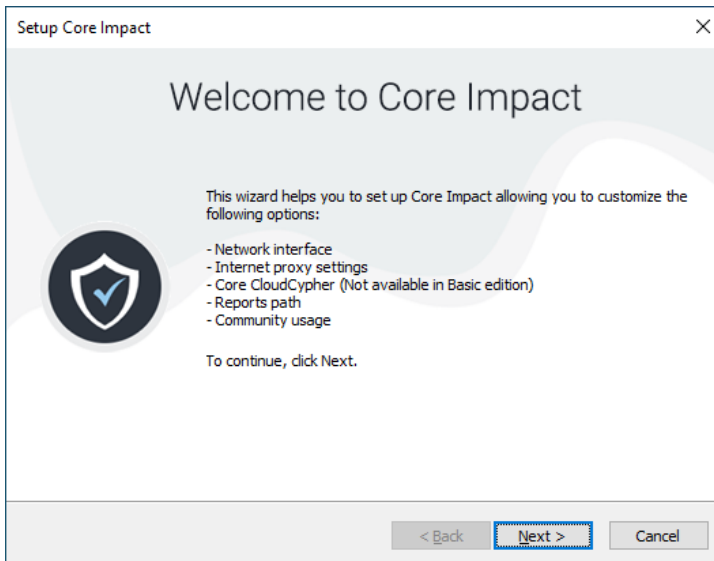 Setup Core Impact
Welcome to Core Impact
This wizard helps you to set up Core Impact allowing you to customize the
following options:
- Network interface
- Internet proxy settings
- Core CloudCypher (Not available in Basic edition)
- Reports path
- Community usage
To continue, click Next.
< Back
Next >
Cancel